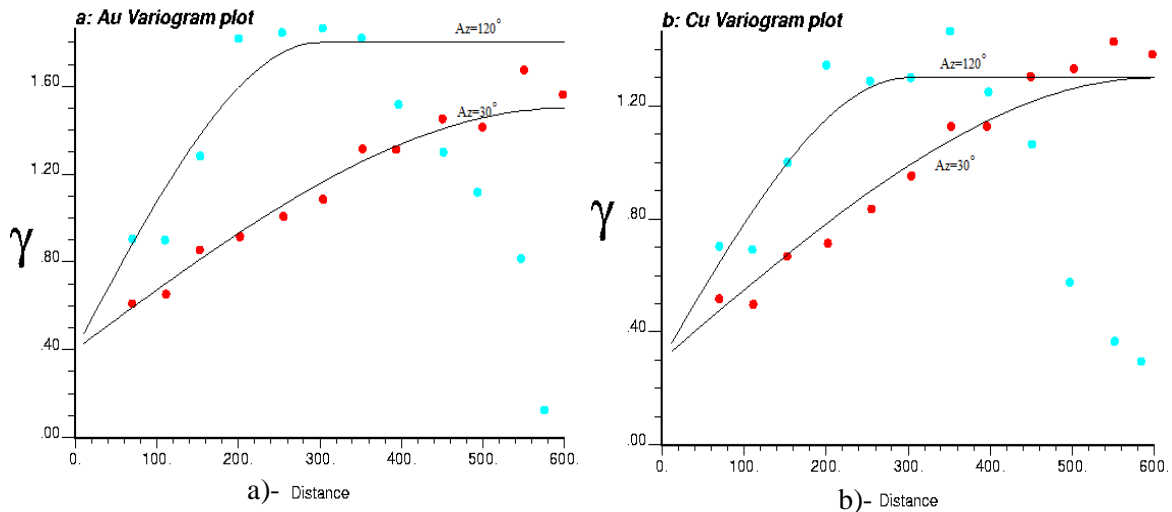 a: Au Variogram plot
Az=120°
1.60
Az=30°
1.20
γ
.80
.40
.00
0. 100. 200. 300. 400. 500. 600.
a)- Distance
b: Cu Variogram plot
Az=120°
1.20
Az=30°
γ
.80
.40
.00
0. 100. 200. 300. 400. 500. 600.
b)- Distance